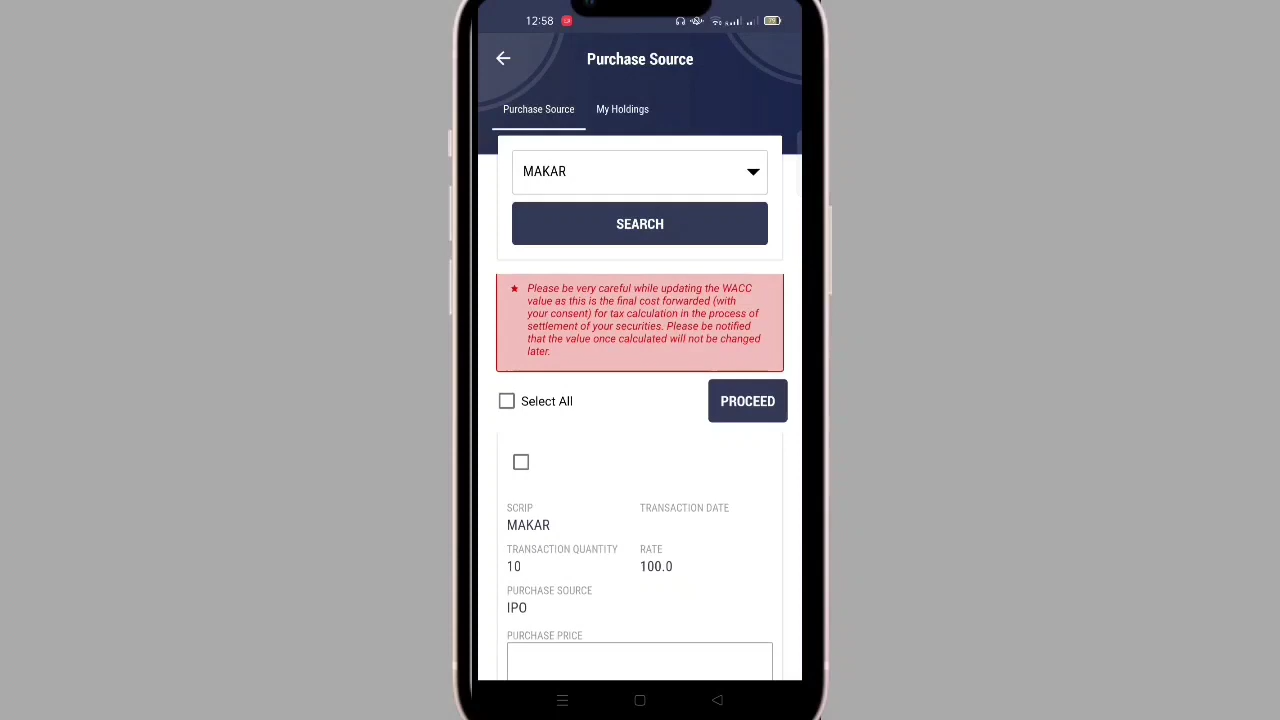 12:58
Purchase Source
Purchase Source My Holdings
MAKAR
SEARCH
Please be very careful while updating the WACC
value as this is the final cost forwarded (with
your consent) for tax calculation in the process of
settlement of your securities. Please be notified
that the value once calculated will not be changed
later.
Select All PROCEED
SCRIP TRANSACTION DATE
MAKAR
TRANSACTION QUANTITY RATE
10 100.0
PURCHASE SOURCE
IPO
PURCHASE PRICE